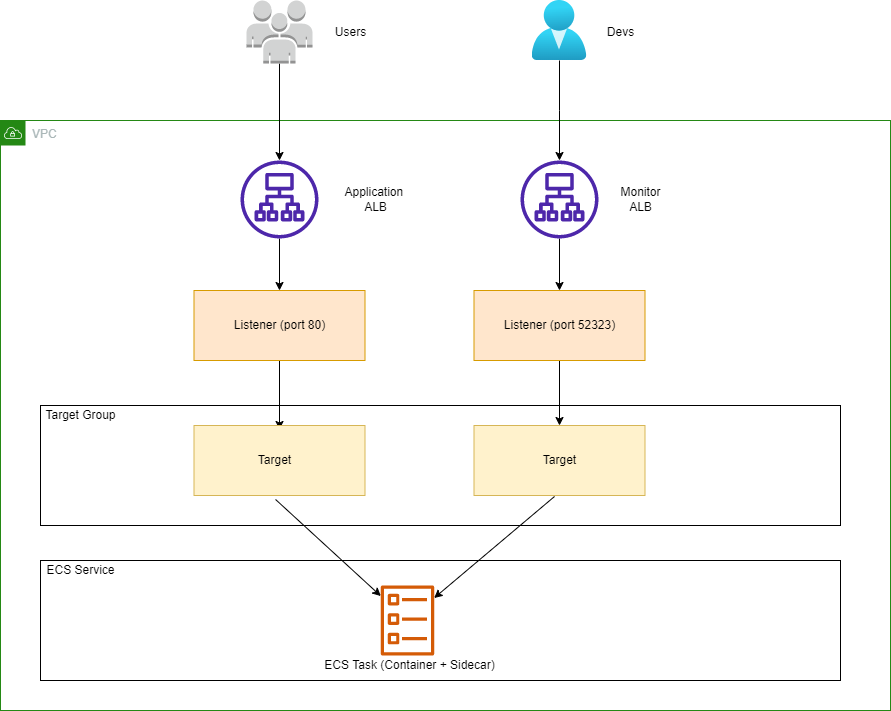 Users
Devs
VPC
Application
ALB
Monitor
ALB
Listener (port 80)
Listener (port 52323)
Target Group
Target
Target
ECS Service
ECS Task (Container + Sidecar)